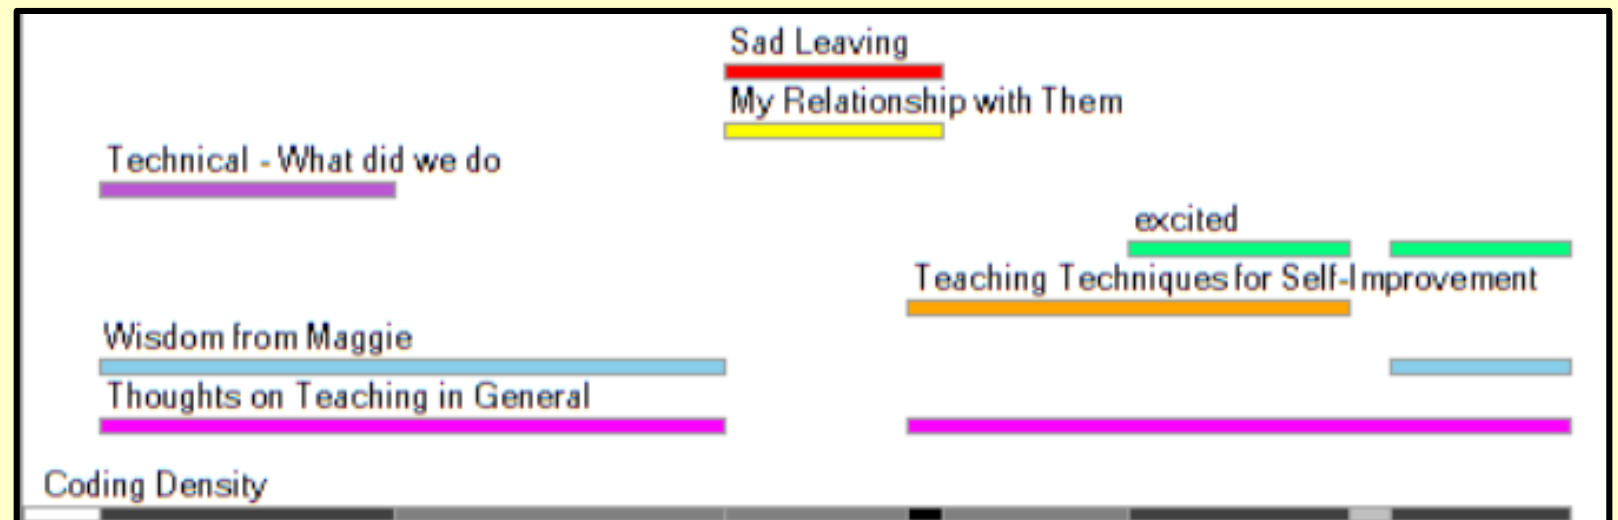 Sad Leaving
My Relationship with Them
Technical - What did we do
excited
Teaching Techniques for Self-Improvement
Wisdom from Maggie
Thoughts on Teaching in General
Coding Density